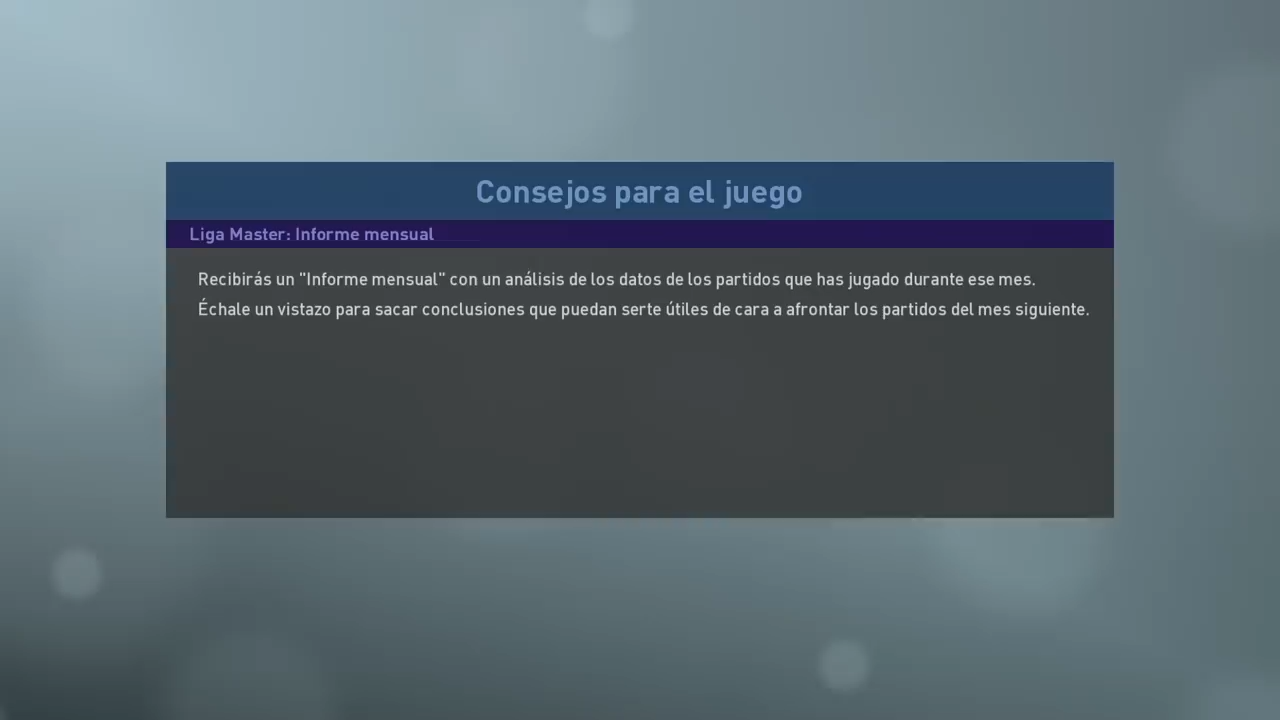 Consejos para el juego
Liga Master: Informe mensual
Recibirás un "Informe mensual" con un análisis de los datos de los partidos que has jugado durante ese mes.
Échale un vistazo para sacar conclusiones que puedan serte útiles de cara a afrontar los partidos del mes siguiente.